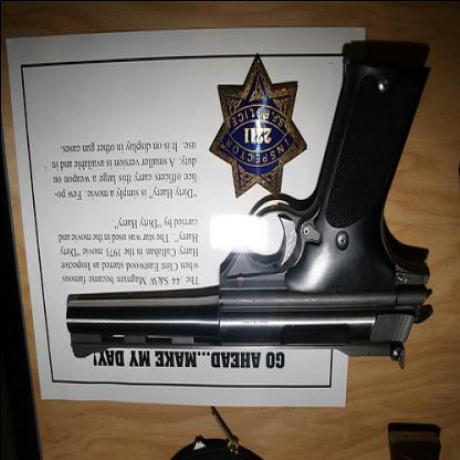 GO AHEAD...MAKE MY DAY!
The .44 S&W Magnum became famous
when Clint Eastwood starred as Inspector
Harry Callahan in the 1971 movie "Dirty
Harry". The star was used in the movie and
carried by "Dirty Harry".
"Dirty Harry" is simply a movie. Few po-
lice officers carry this large a weapon on
duty. A smaller version is available and in
use. It is on display in other gun cases.
INSPECTOR
2211
S.F. POLICE